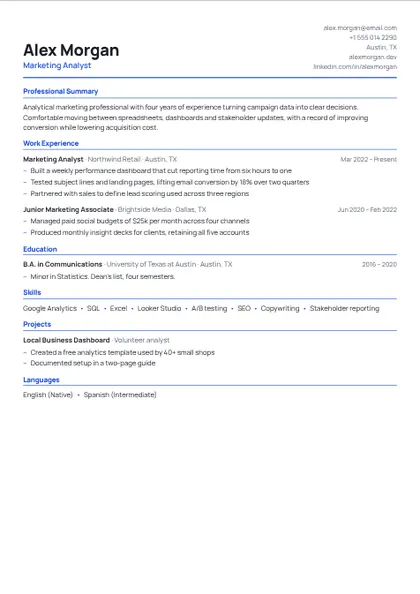 alex.morgan@email.com
+1 555 014 2290
Austin, TX
alexmorgan.dev
linkedin.com/in/alexmorgan
Alex Morgan
Marketing Analyst
Professional Summary
Analytical marketing professional with four years of experience turning campaign data into clear decisions.
Comfortable moving between spreadsheets, dashboards and stakeholder updates, with a record of improving
conversion while lowering acquisition cost.
Work Experience
Marketing Analyst · Northwind Retail · Austin, TX Mar 2022 – Present
– Built a weekly performance dashboard that cut reporting time from six hours to one
– Tested subject lines and landing pages, lifting email conversion by 18% over two quarters
– Partnered with sales to define lead scoring used across three regions
Junior Marketing Associate · Brightside Media · Dallas, TX Jun 2020 – Feb 2022
– Managed paid social budgets of $25k per month across four channels
– Produced monthly insight decks for clients, retaining all five accounts
Education
B.A. in Communications · University of Texas at Austin · Austin, TX 2016 – 2020
– Minor in Statistics. Dean's list, four semesters.
Skills
Google Analytics • SQL • Excel • Looker Studio • A/B testing • SEO • Copywriting • Stakeholder reporting
Projects
Local Business Dashboard · Volunteer analyst
– Created a free analytics template used by 40+ small shops
– Documented setup in a two-page guide
Languages
English (Native) • Spanish (Intermediate)